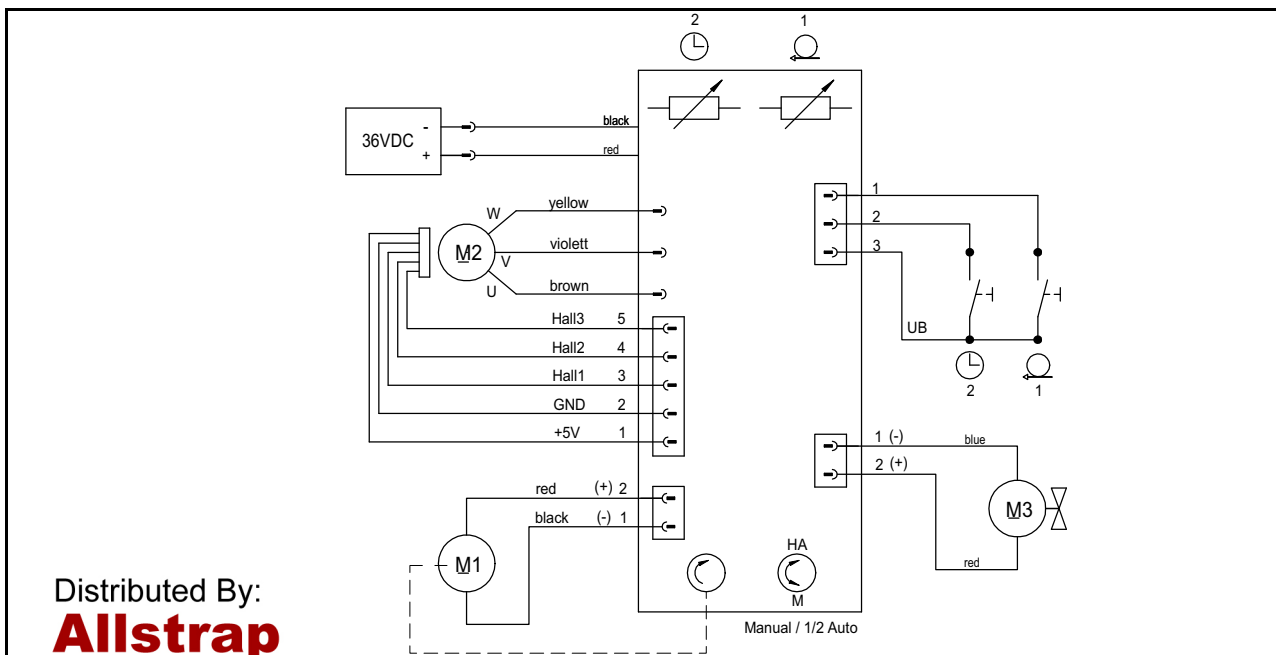 2 1
36VDC - black
+ red
W yellow
M2 V violett
U brown
Hall3 5
Hall2 4
Hall1 3
GND 2
+5V 1
1
2
3
UB
2 1
1 (-) blue
2 (+)
M3
red
red (+) 2
black (-) 1
M1
HA
M
Manual / 1/2 Auto
Distributed By:
Allstrap